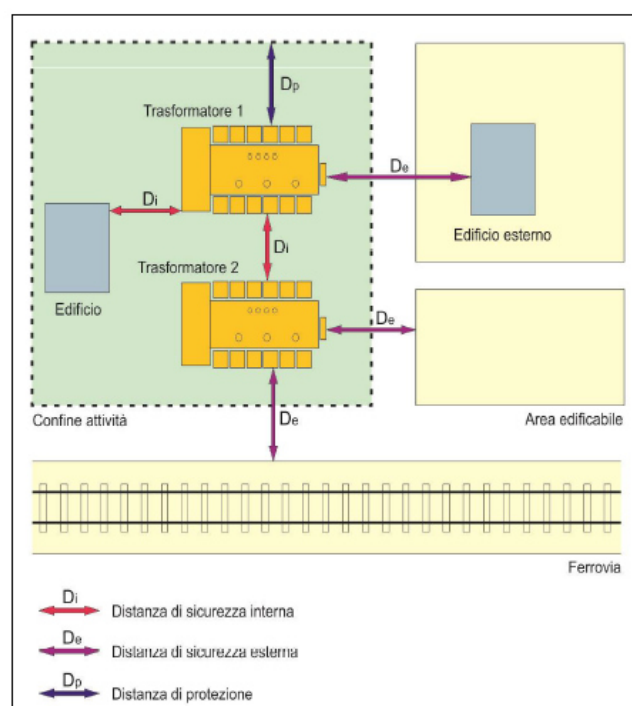 Dp
Trasformatore 1
De
Di
Edificio esterno
Di
Trasformatore 2
Edificio
De
Confine attività
De
Area edificabile
Ferrovia
Di
Distanza di sicurezza interna
De
Distanza di sicurezza esterna
Dp
Distanza di protezione